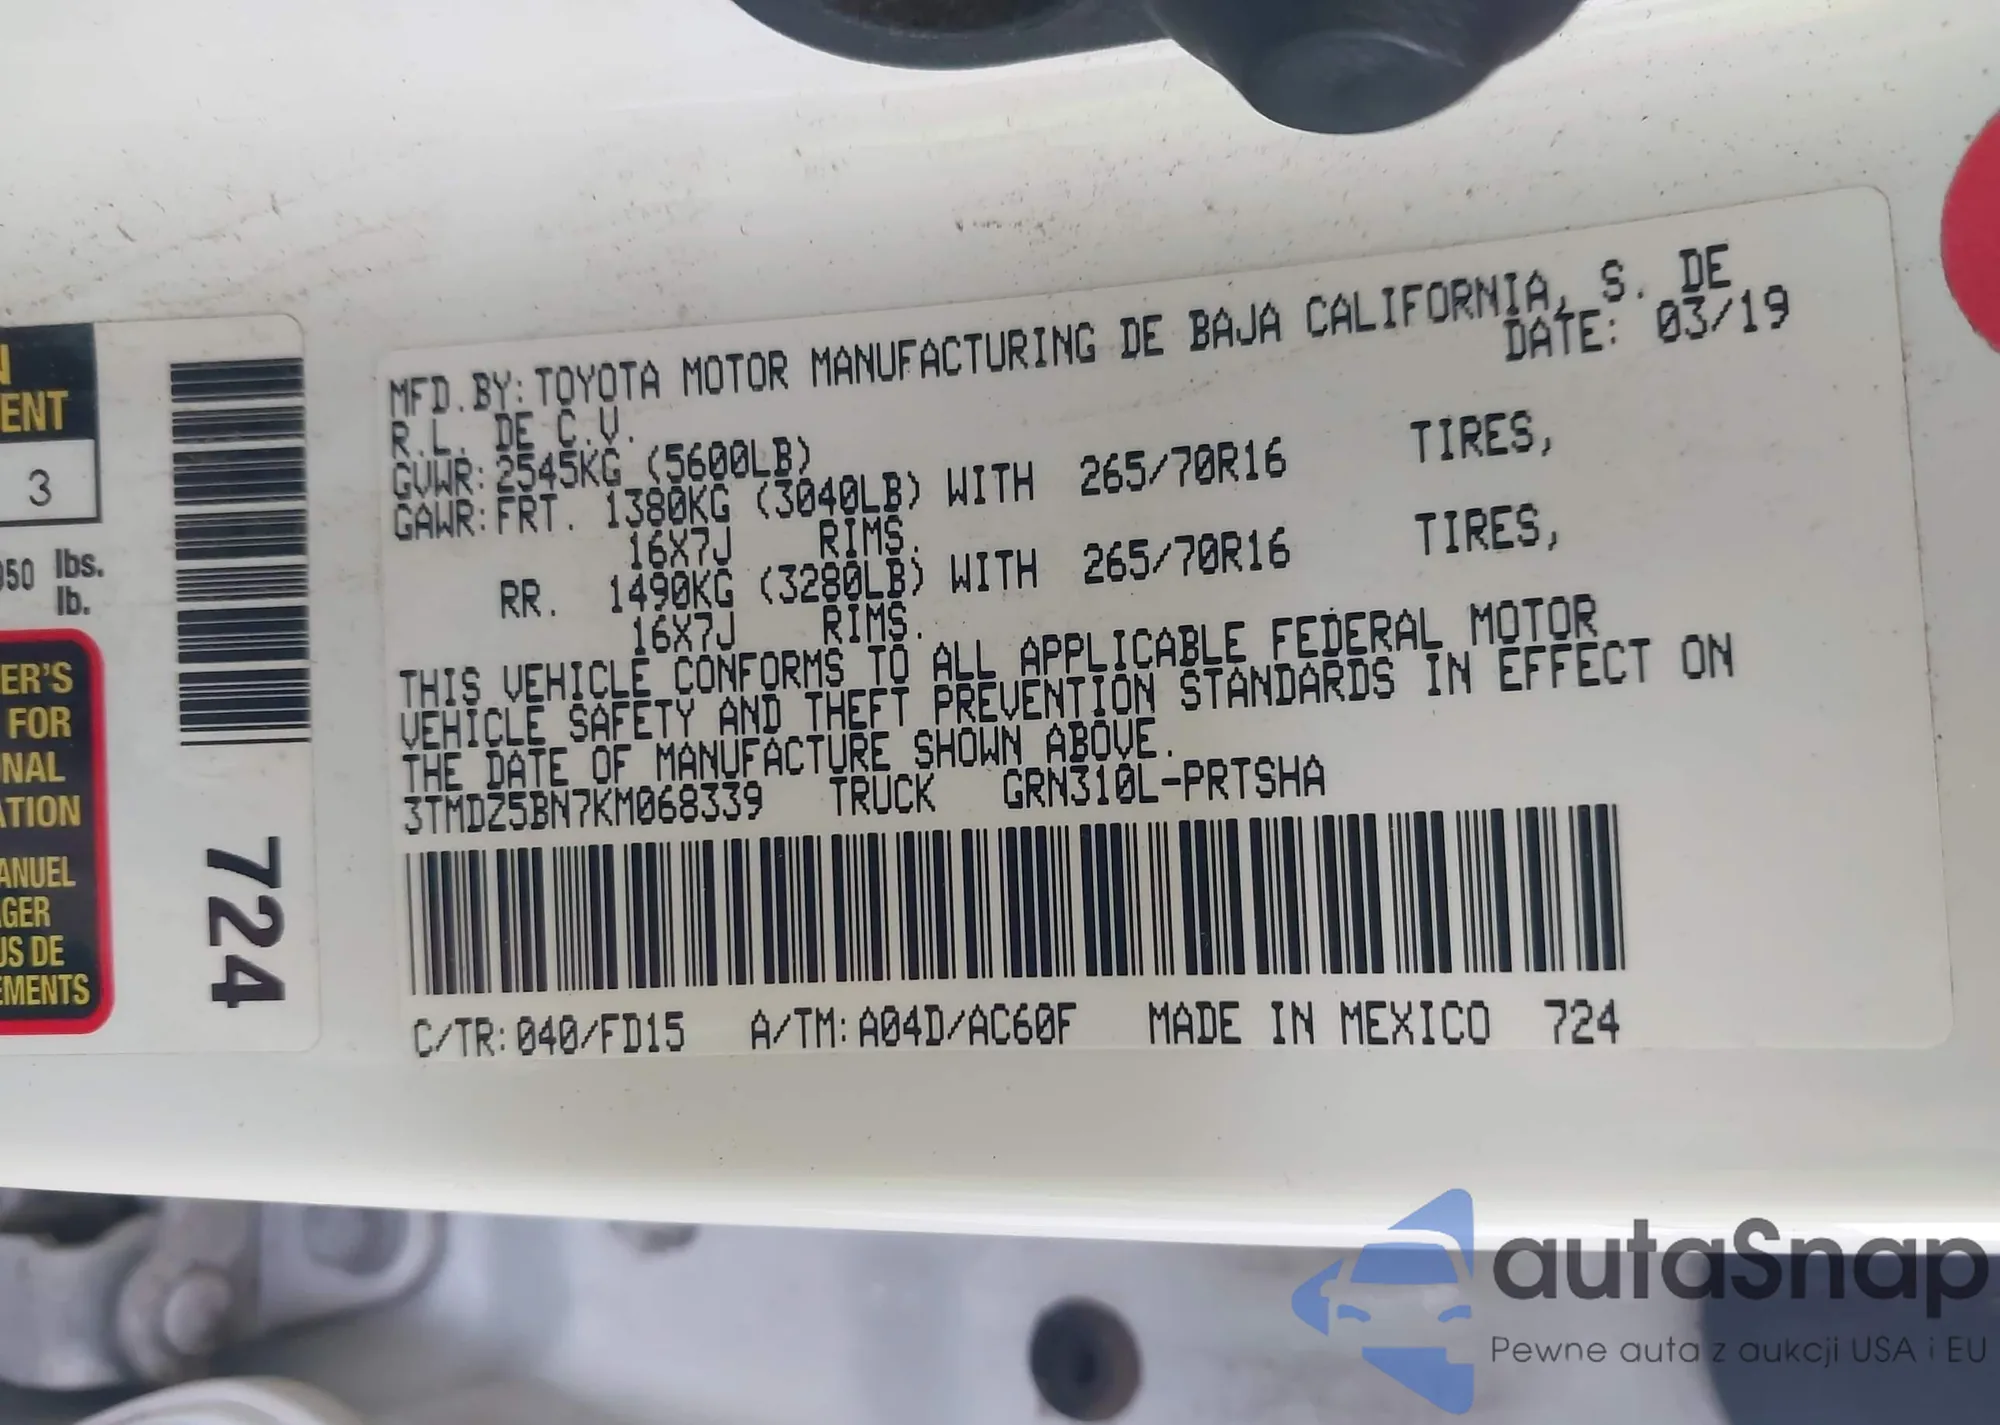 N
ENT
3
950 lbs.
lb.
ER'S
FOR
NAL
ATION
ANUEL
GER
US DE
EMENTS
724
MFD.BY:TOYOTA MOTOR MANUFACTURING DE BAJA CALIFORNIA, S. DE
R.L. DE C.V. DATE: 03/19
GVWR:2545KG (5600LB)
GAWR:FRT. 1380KG (3040LB) WITH 265/70R16 TIRES,
16X7J RIMS.
RR. 1490KG (3280LB) WITH 265/70R16 TIRES,
16X7J RIMS.
THIS VEHICLE CONFORMS TO ALL APPLICABLE FEDERAL MOTOR
VEHICLE SAFETY AND THEFT PREVENTION STANDARDS IN EFFECT ON
THE DATE OF MANUFACTURE SHOWN ABOVE.
3TMDZ5BN7KM068339 TRUCK GRN310L-PRTSHA
C/TR:040/FD15 A/TM:A04D/AC60F MADE IN MEXICO 724
autaSnap
Pewne auta z aukcji USA i EU